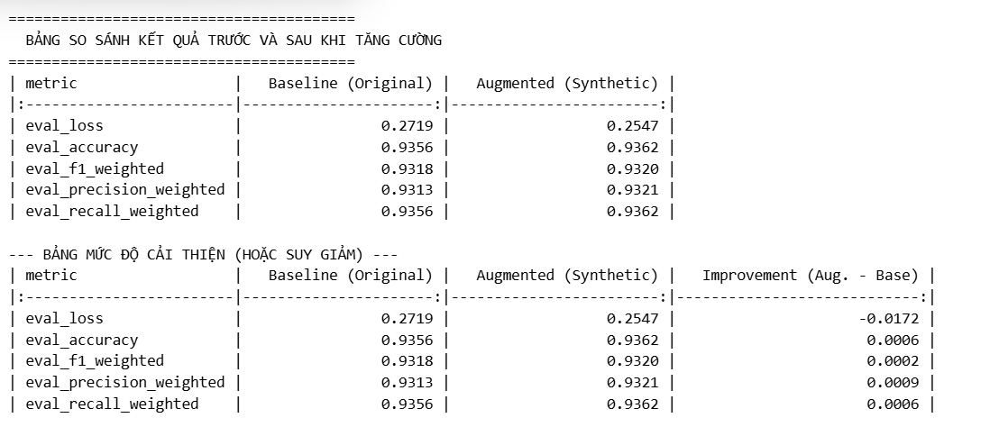 ========================================
BẢNG SO SÁNH KẾT QUẢ TRƯỚC VÀ SAU KHI TĂNG CƯỜNG
========================================
| metric                  |   Baseline (Original) |   Augmented (Synthetic) |
|:------------------------|----------------------:|------------------------:|
| eval_loss               |                0.2719 |                  0.2547 |
| eval_accuracy           |                0.9356 |                  0.9362 |
| eval_f1_weighted        |                0.9318 |                  0.9320 |
| eval_precision_weighted |                0.9313 |                  0.9321 |
| eval_recall_weighted    |                0.9356 |                  0.9362 |
--- BẢNG MỨC ĐỘ CẢI THIỆN (HOẶC SUY GIẢM) ---
| metric                  |   Baseline (Original) |   Augmented (Synthetic) |   Improvement (Aug. - Base) |
|:------------------------|----------------------:|------------------------:|----------------------------:|
| eval_loss               |                0.2719 |                  0.2547 |                     -0.0172 |
| eval_accuracy           |                0.9356 |                  0.9362 |                      0.0006 |
| eval_f1_weighted        |                0.9318 |                  0.9320 |                      0.0002 |
| eval_precision_weighted |                0.9313 |                  0.9321 |                      0.0009 |
| eval_recall_weighted    |                0.9356 |                  0.9362 |                      0.0006 |